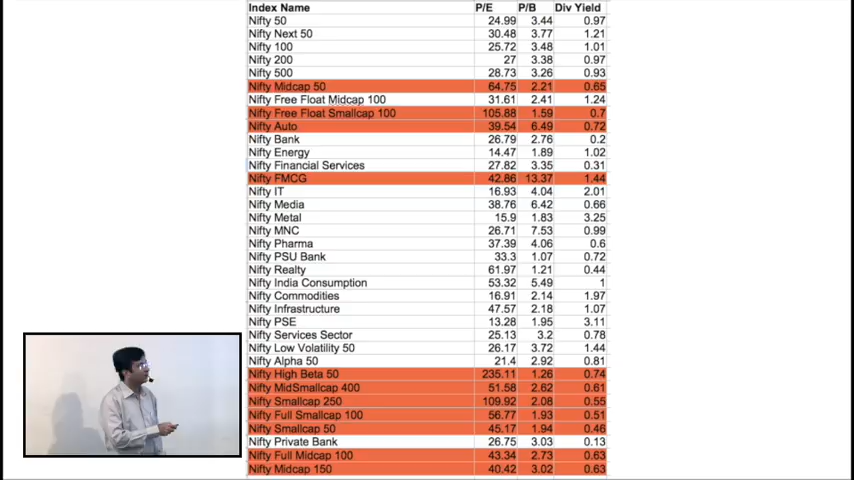 Index Name P/E P/B Div Yield
Nifty 50 24.99 3.44 0.97
Nifty Next 50 30.48 3.77 1.21
Nifty 100 25.72 3.48 1.01
Nifty 200 27 3.38 0.97
Nifty 500 28.73 3.26 0.93
Nifty Midcap 50 64.75 2.21 0.65
Nifty Free Float Midcap 100 31.61 2.41 1.24
Nifty Free Float Smallcap 100 105.88 1.59 0.7
Nifty Auto 39.54 6.49 0.72
Nifty Bank 26.79 2.76 0.2
Nifty Energy 14.47 1.89 1.02
Nifty Financial Services 27.82 3.35 0.31
Nifty FMCG 42.86 13.37 1.44
Nifty IT 16.93 4.04 2.01
Nifty Media 38.76 6.42 0.66
Nifty Metal 15.9 1.83 3.25
Nifty MNC 26.71 7.53 0.99
Nifty Pharma 37.39 4.06 0.6
Nifty PSU Bank 33.3 1.07 0.72
Nifty Realty 61.97 1.21 0.44
Nifty India Consumption 53.32 5.49 1
Nifty Commodities 16.91 2.14 1.97
Nifty Infrastructure 47.57 2.18 1.07
Nifty PSE 13.28 1.95 3.11
Nifty Services Sector 25.13 3.2 0.78
Nifty Low Volatility 50 26.17 3.72 1.44
Nifty Alpha 50 21.4 2.92 0.81
Nifty High Beta 50 235.11 1.26 0.74
Nifty MidSmallcap 400 51.58 2.62 0.61
Nifty Smallcap 250 109.92 2.08 0.55
Nifty Full Smallcap 100 56.77 1.93 0.51
Nifty Smallcap 50 45.17 1.94 0.46
Nifty Private Bank 26.75 3.03 0.13
Nifty Full Midcap 100 43.34 2.73 0.63
Nifty Midcap 150 40.42 3.02 0.63